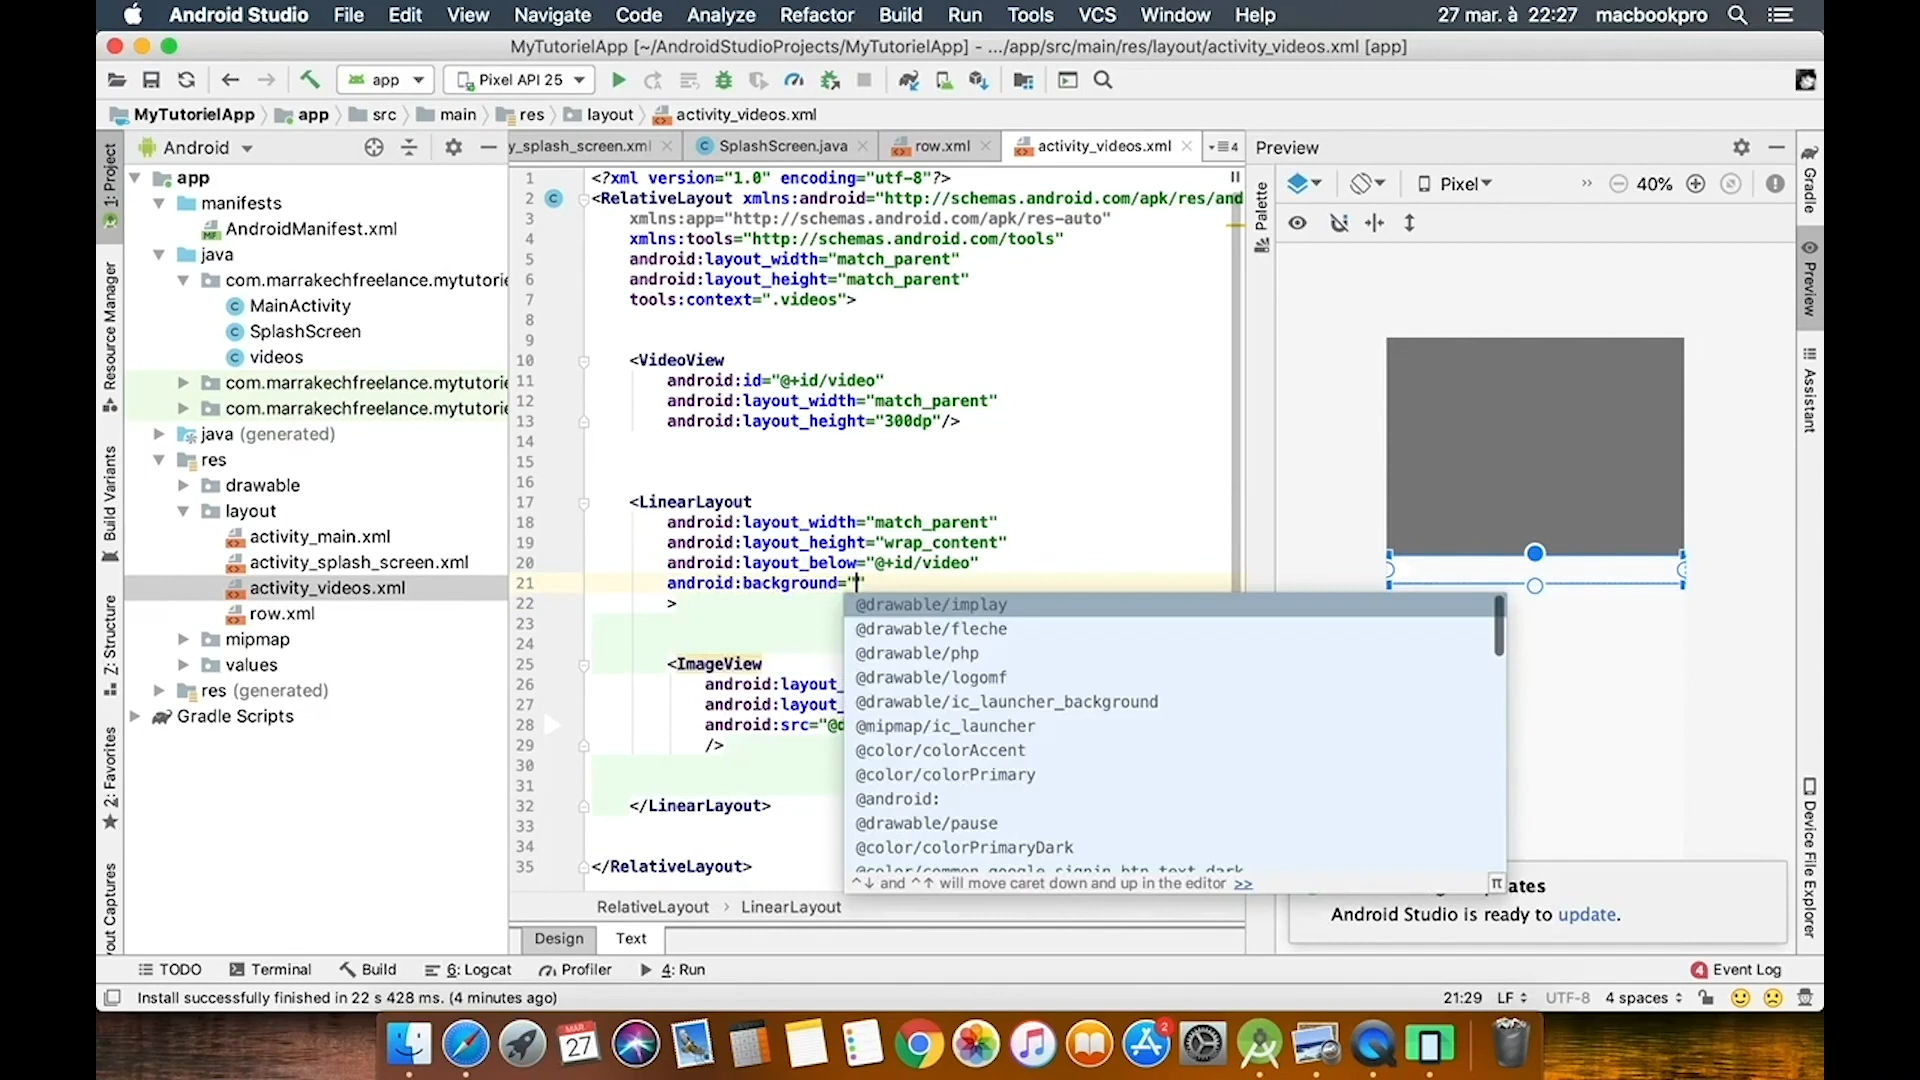 Android Studio File Edit View Navigate Code Analyze Refactor Build Run Tools VCS Window Help 27 mar. à 22:27 macbookpro
MyTutorielApp [~/AndroidStudioProjects/MyTutorielApp] - .../app/src/main/res/layout/activity_videos.xml [app]
app Pixel API 25
MyTutorielApp app src main res layout activity_videos.xml
Android
y_splash_screen.xml SplashScreen.java row.xml activity_videos.xml 4
Preview
1: Project
Resource Manager
Build Variants
Z: Structure
2: Favorites
out Captures
app
manifests
AndroidManifest.xml
java
com.marrakechfreelance.mytutorie
MainActivity
SplashScreen
videos
com.marrakechfreelance.mytutorie
com.marrakechfreelance.mytutorie
java (generated)
res
drawable
layout
activity_main.xml
activity_splash_screen.xml
activity_videos.xml
row.xml
mipmap
values
res (generated)
Gradle Scripts
1 <?xml version="1.0" encoding="utf-8"?>
2 <RelativeLayout xmlns:android="http://schemas.android.com/apk/res/and
3 xmlns:app="http://schemas.android.com/apk/res-auto"
4 xmlns:tools="http://schemas.android.com/tools"
5 android:layout_width="match_parent"
6 android:layout_height="match_parent"
7 tools:context=".videos">
8
9
10 <VideoView
11 android:id="@+id/video"
12 android:layout_width="match_parent"
13 android:layout_height="300dp"/>
14
15
16
17 <LinearLayout
18 android:layout_width="match_parent"
19 android:layout_height="wrap_content"
20 android:layout_below="@+id/video"
21 android:background=""
22 >
23
24
25 <ImageView
26 android:layout_
27 android:layout_
28 android:src="@d
29 />
30
31
32 </LinearLayout>
33
34
35 </RelativeLayout>
@drawable/implay
@drawable/fleche
@drawable/php
@drawable/logomf
@drawable/ic_launcher_background
@mipmap/ic_launcher
@color/colorAccent
@color/colorPrimary
@android:
@drawable/pause
@color/colorPrimaryDark
@color/common_google_signin_btn_text_dark
^↓ and ^↑ will move caret down and up in the editor >> π
RelativeLayout LinearLayout
Design Text
Palette
Pixel » 40%
Gradle
Preview
Assistant
Device File Explorer
ates
Android Studio is ready to update.
TODO Terminal Build 6: Logcat Profiler 4: Run 4 Event Log
Install successfully finished in 22 s 428 ms. (4 minutes ago) 21:29 LF UTF-8 4 spaces
MAR
27
2